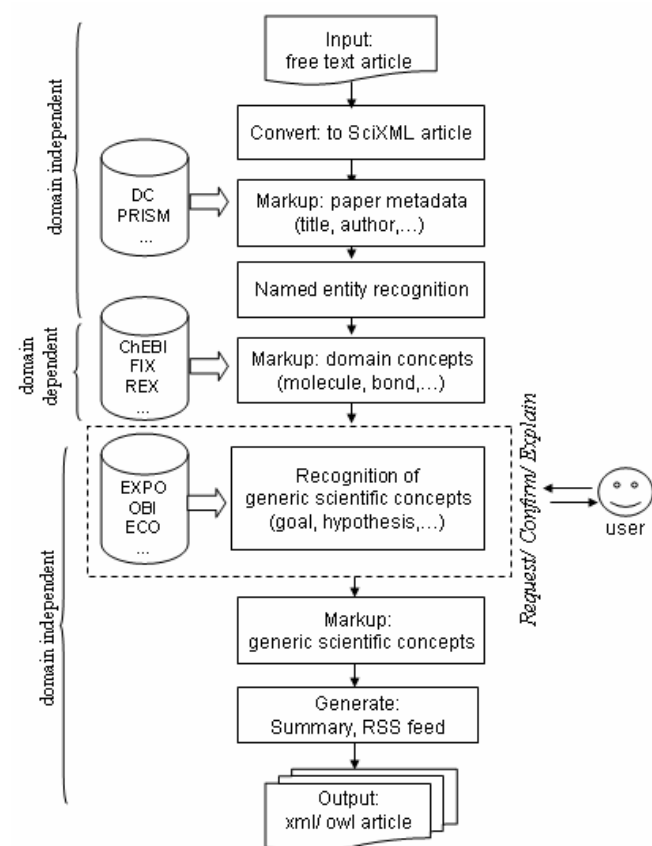 Input:
free text article
Convert: to SciXML article
domain independent
DC
PRISM
...
Markup: paper metadata
(title, author,...)
Named entity recognition
domain
dependent
ChEBI
FIX
REX
...
Markup: domain concepts
(molecule, bond,...)
domain independent
EXPO
OBI
ECO
...
Recognition of
generic scientific concepts
(goal, hypothesis,...)
Request/ Confirm/ Explain
user
Markup:
generic scientific concepts
Generate:
Summary, RSS feed
Output:
xml/ owl article